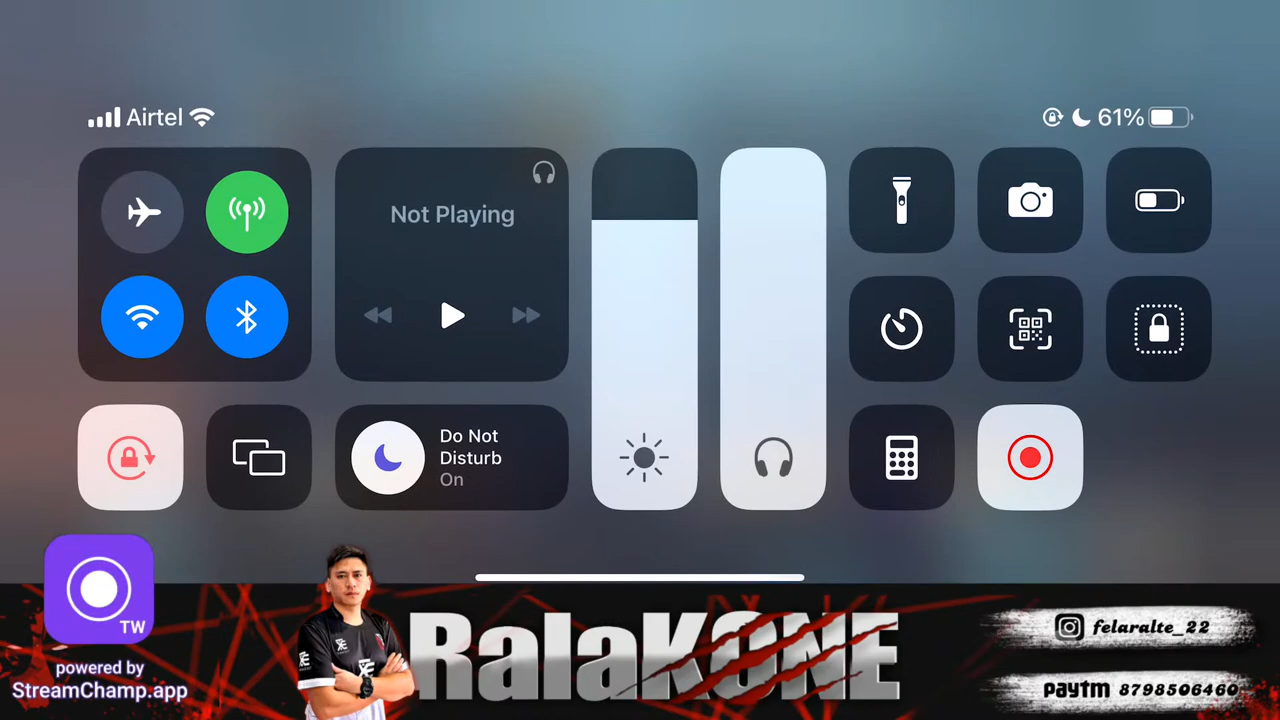 Airtel
61%
Not Playing
Do Not
Disturb
On
TW
powered by
StreamChamp.app
RalaKONE
felaralte_22
paytm 8798506460